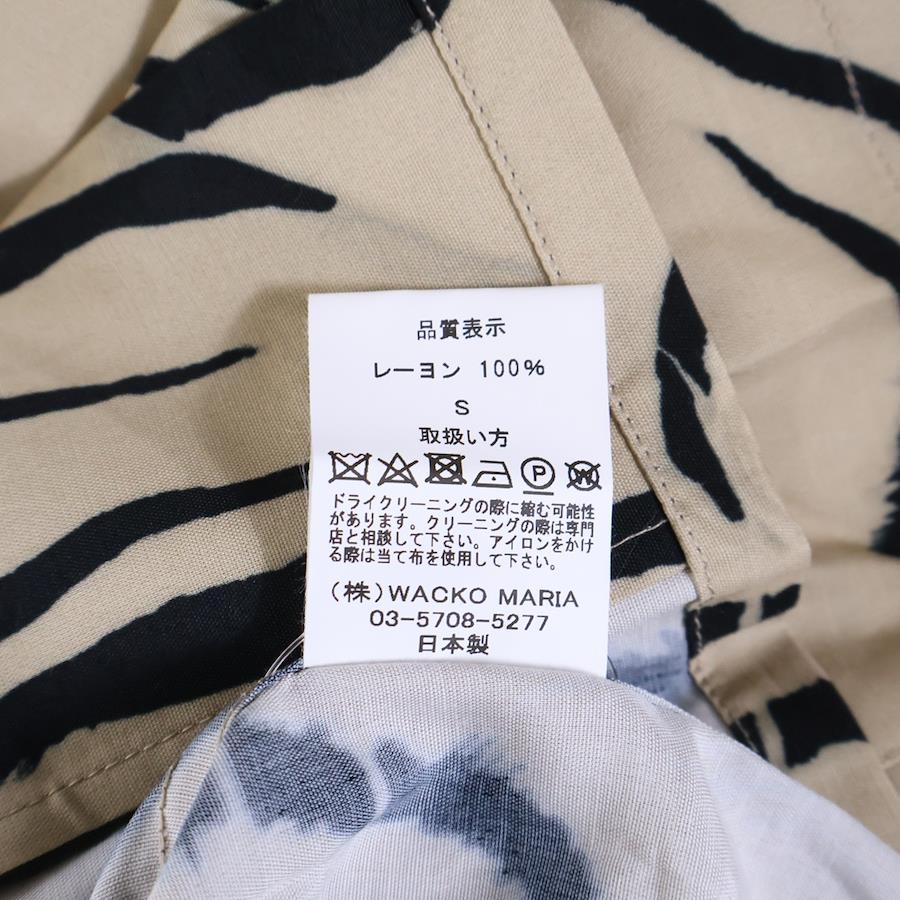 品質表示
レーヨン 100%
S
取扱い方
P W
ドライクリーニングの際に縮む可能性
があります。クリーニングの際は専門
店と相談して下さい。アイロンをかけ
る際は当て布を使用して下さい。
(株)WACKO MARIA
03-5708-5277
日本製